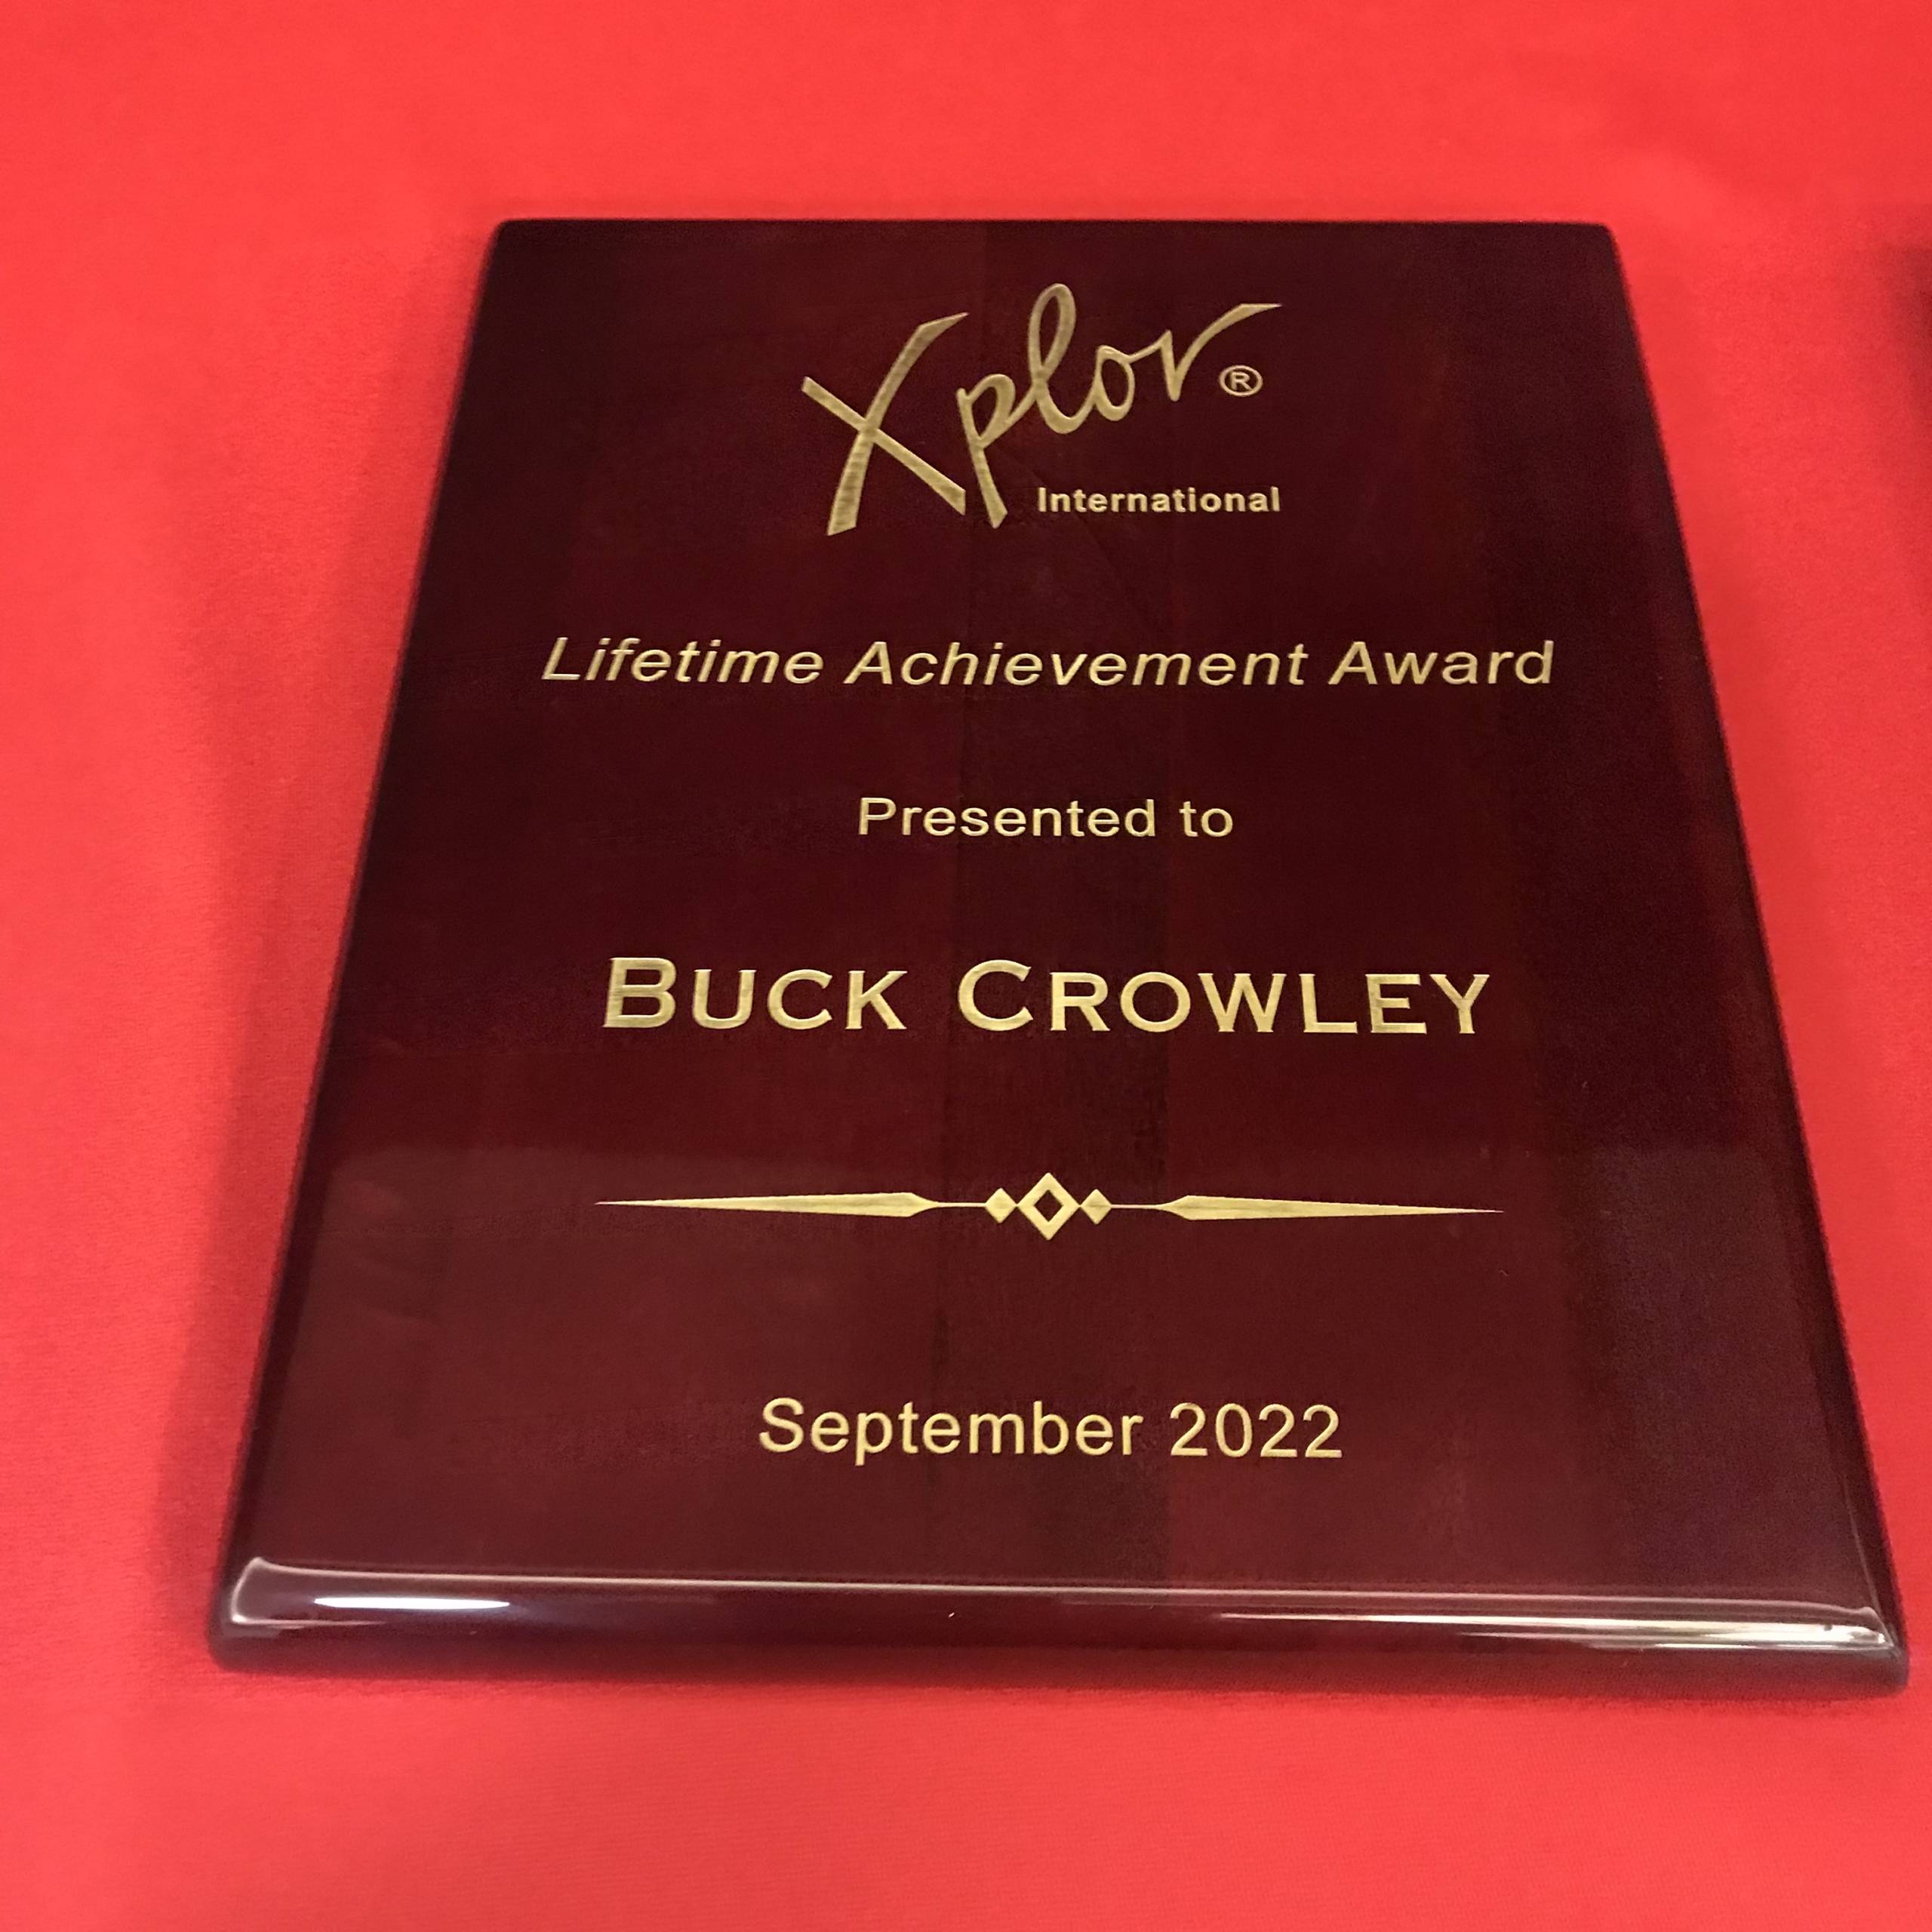 Xplor®
International
Lifetime Achievement Award
Presented to
BUCK CROWLEY
September 2022